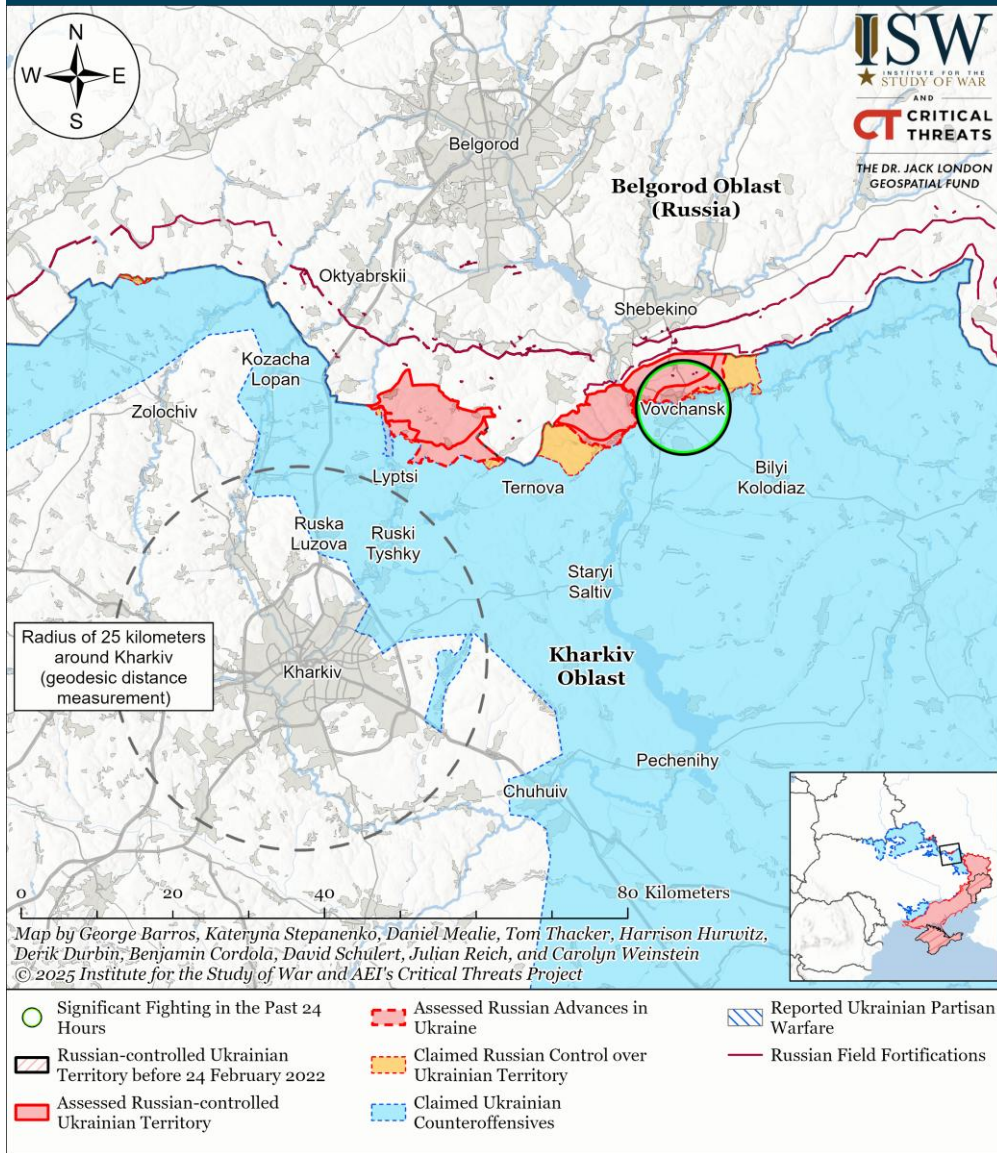 N
W E
S
ISW
INSTITUTE FOR THE
STUDY OF WAR
AND
CT CRITICAL
THREATS
THE DR. JACK LONDON
GEOSPATIAL FUND
Belgorod
Belgorod Oblast
(Russia)
Oktyabrskii
Shebekino
Kozacha
Lopan
Zolochiv
Vovchansk
Lyptsi
Ternova
Bilyi
Kolodiaz
Ruska
Luzova
Ruski
Tyshky
Staryi
Saltiv
Radius of 25 kilometers
around Kharkiv
(geodesic distance
measurement)
Kharkiv
Kharkiv
Oblast
Pechenihy
Chuhuiv
0 20 40 80 Kilometers
Map by George Barros, Kateryna Stepanenko, Daniel Mealie, Tom Thacker, Harrison Hurwitz,
Derik Durbin, Benjamin Cordola, David Schulert, Julian Reich, and Carolyn Weinstein
© 2025 Institute for the Study of War and AEI's Critical Threats Project
Significant Fighting in the Past 24
Hours
Russian-controlled Ukrainian
Territory before 24 February 2022
Assessed Russian-controlled
Ukrainian Territory
Assessed Russian Advances in
Ukraine
Claimed Russian Control over
Ukrainian Territory
Claimed Ukrainian
Counteroffensives
Reported Ukrainian Partisan
Warfare
Russian Field Fortifications